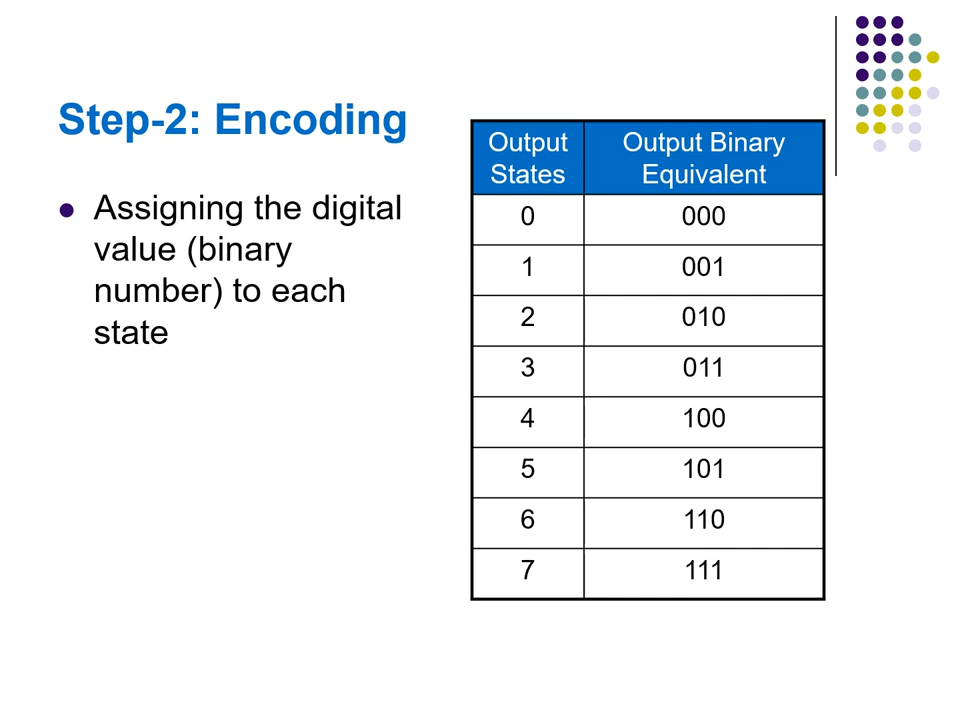 Step-2: Encoding
Assigning the digital
value (binary
number) to each
state
Output States Output Binary Equivalent
0 000
1 001
2 010
3 011
4 100
5 101
6 110
7 111